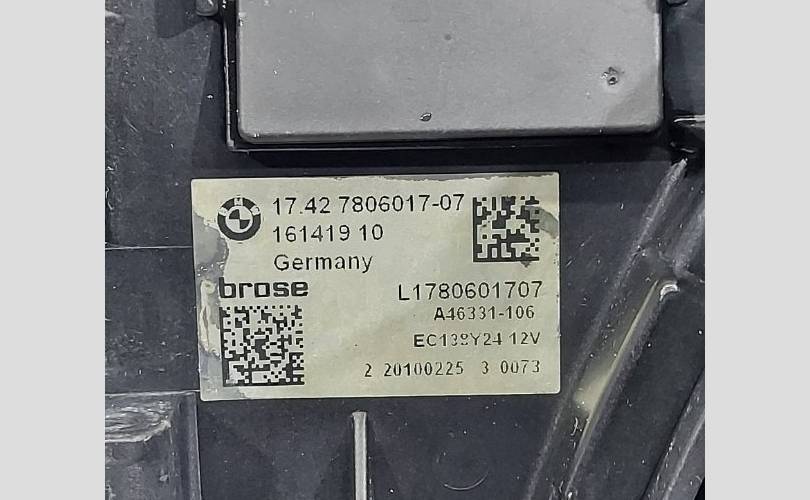 17.42 7806017-07
161419 10
Germany
brose
L1780601707
A46331-106
EC138Y24 12V
2 20100225 3 0073